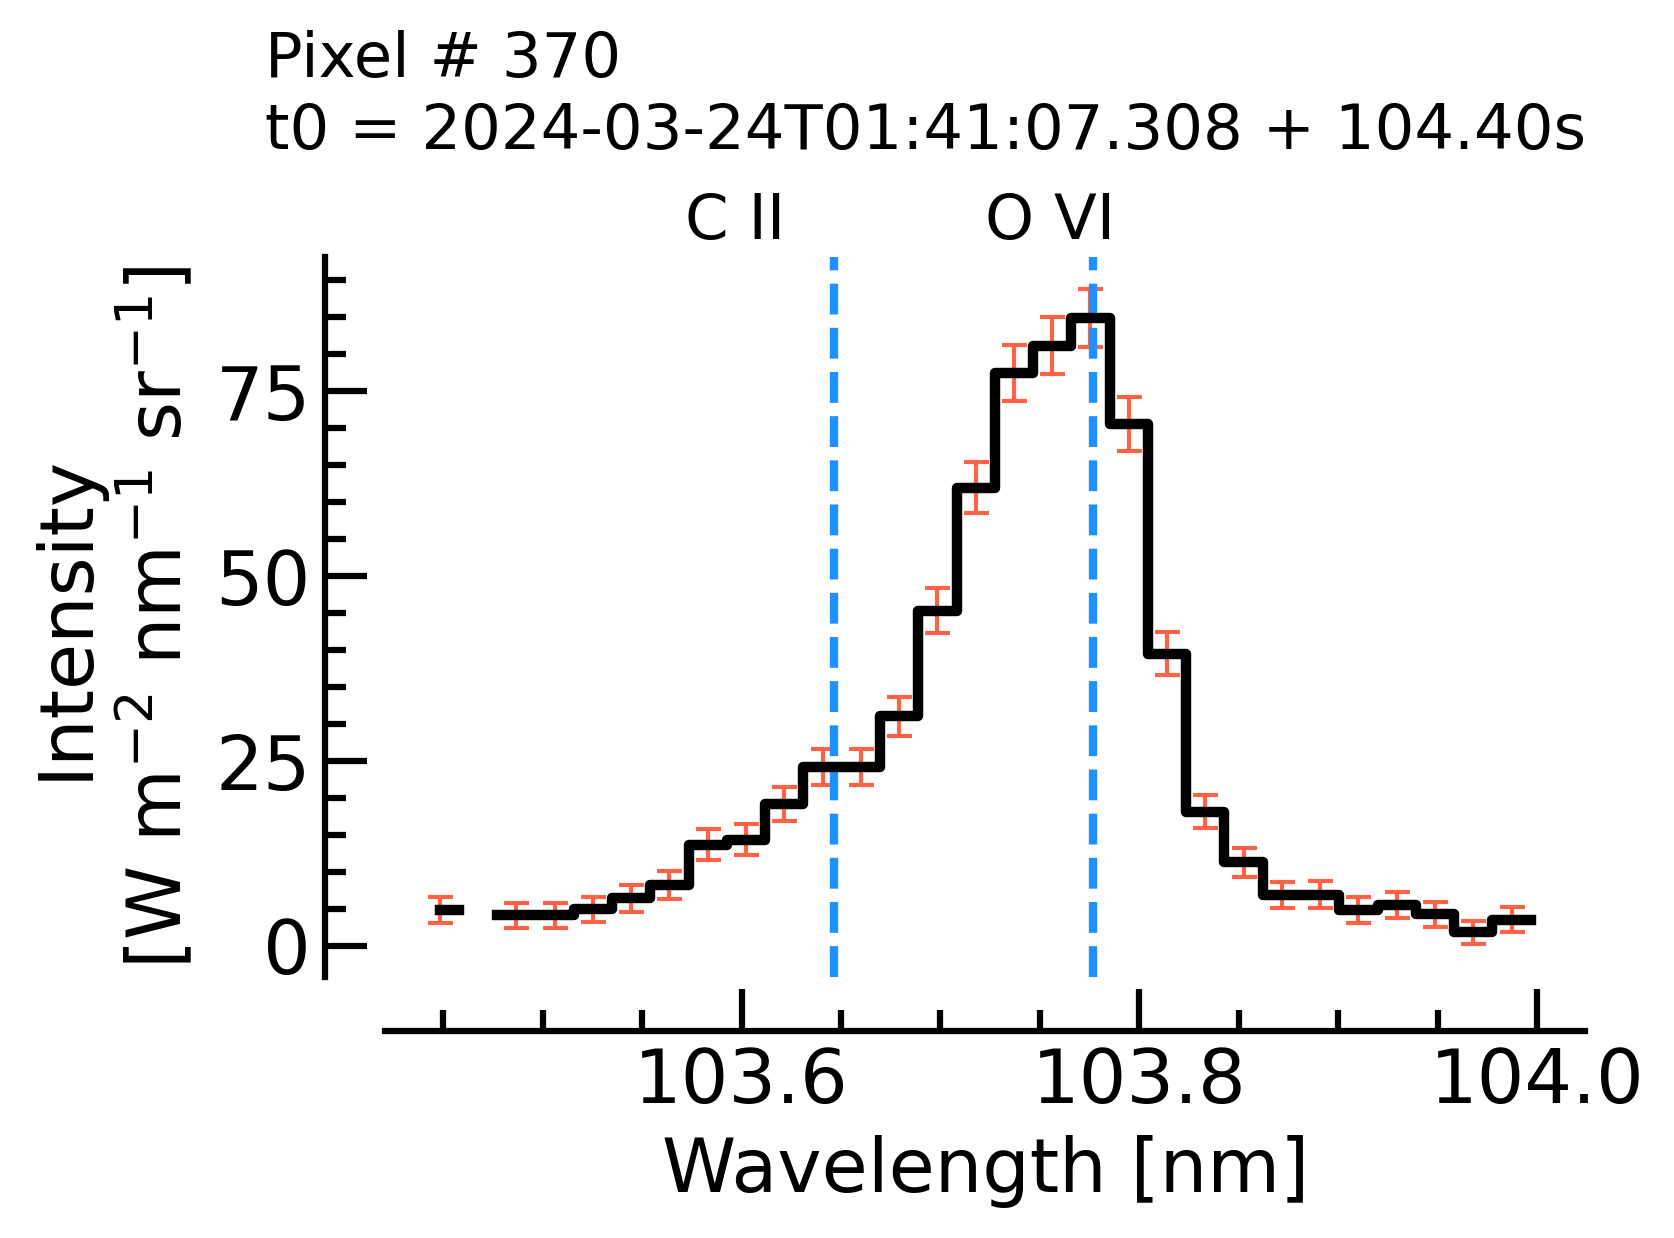 Pixel # 370
t0 = 2024-03-24T01:41:07.308 + 104.40s
C II O VI
Intensity
[W m⁻² nm⁻¹ sr⁻¹]
75
50
25
0
103.6 103.8 104.0
Wavelength [nm]